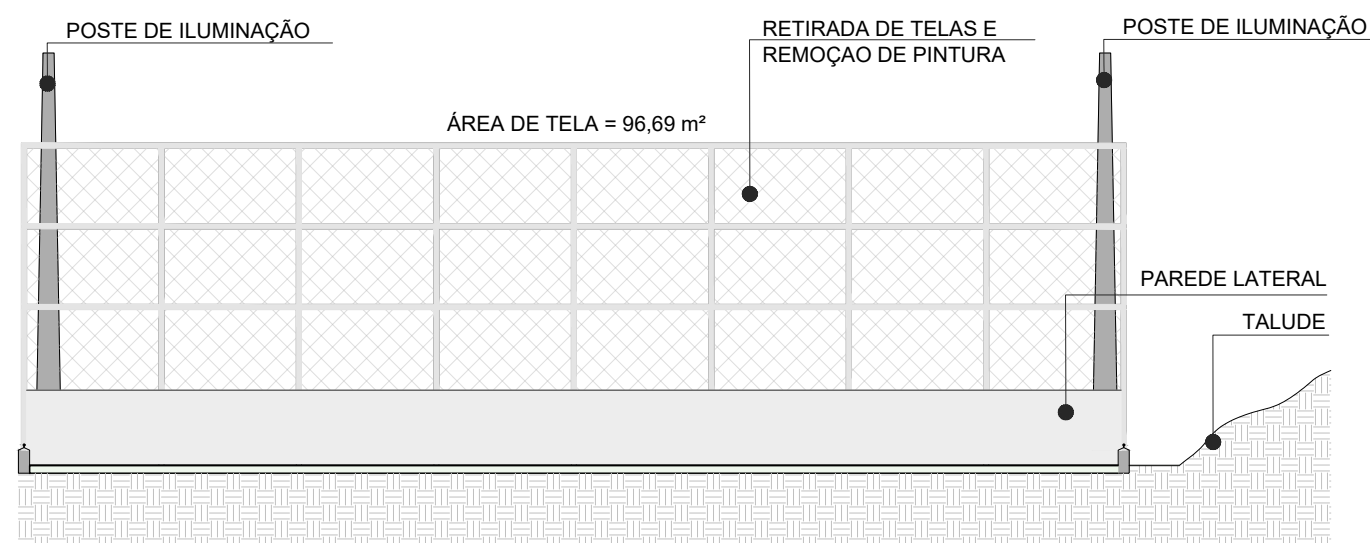 POSTE DE ILUMINAÇÃO
RETIRADA DE TELAS E
REMOÇAO DE PINTURA
POSTE DE ILUMINAÇÃO
ÁREA DE TELA = 96,69 m²
PAREDE LATERAL
TALUDE